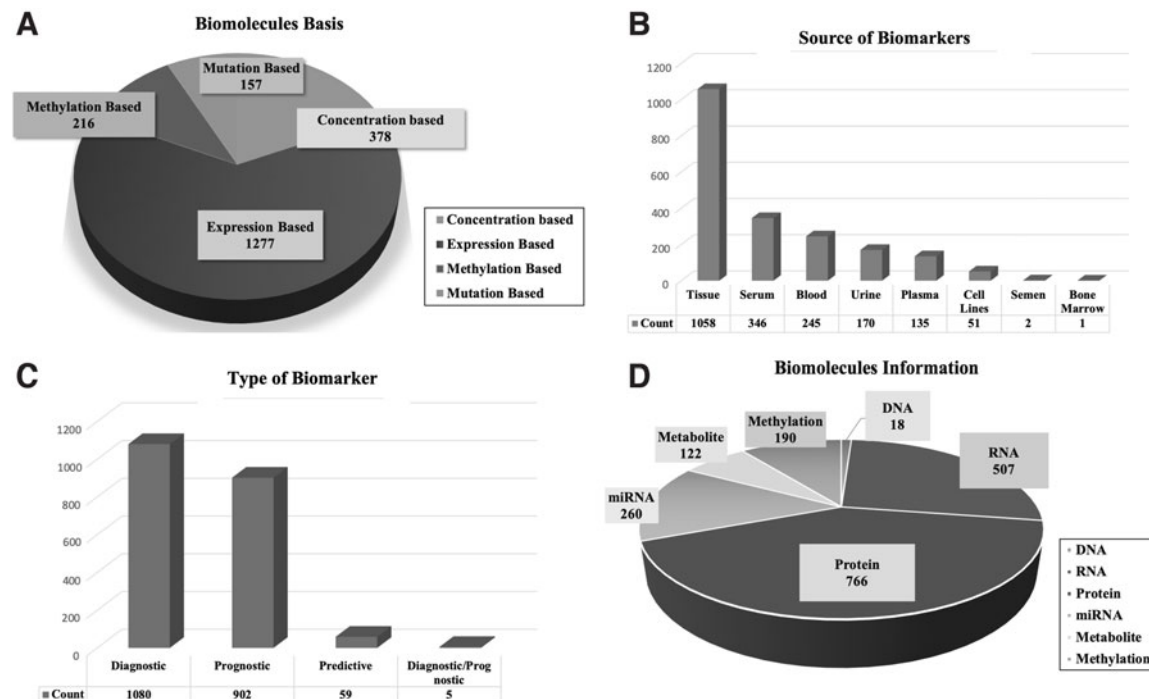 A
Biomolecules Basis
Mutation Based
157
Methylation Based
216
Concentration based
378
Expression Based
1277
Concentration based
Expression Based
Methylation Based
Mutation Based
B
Source of Biomarkers
1200
1000
800
600
400
200
0
Tissue Serum Blood Urine Plasma Cell Lines Semen Bone Marrow
Count 1058 346 245 170 135 51 2 1
C
Type of Biomarker
1200
1000
800
600
400
200
0
Diagnostic Prognostic Predictive Diagnostic/Prog
nostic
Count 1080 902 59 5
D
Biomolecules Information
DNA
18
Methylation
190
Metabolite
122
RNA
507
miRNA
260
Protein
766
DNA
RNA
Protein
miRNA
Metabolite
Methylation